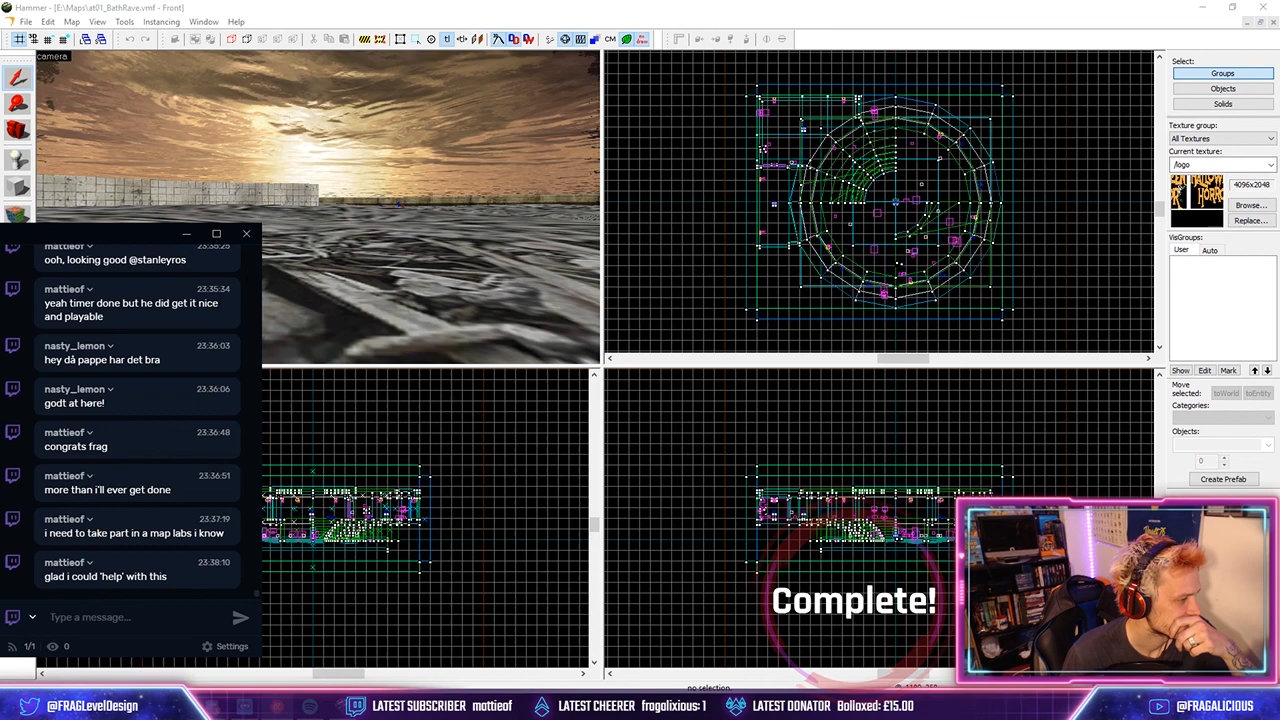 Hammer - [E:\Maps\at01_BathRave.vmf - Front]
File Edit Map View Tools Instancing Window Help
CM
camera
Select:
Groups
Objects
Solids
Texture group:
All Textures
Current texture:
/logo
4096x2048
Browse...
Replace...
VisGroups:
User Auto
Show Edit Mark
Move selected:
toWorld toEntity
Categories:
Objects:
0
Create Prefab
mattieof 23:35:25
ooh, looking good @stanleyros
mattieof 23:35:34
yeah timer done but he did get it nice
and playable
nasty_lemon 23:36:03
hey då pappe har det bra
nasty_lemon 23:36:06
godt at høre!
mattieof 23:36:48
congrats frag
mattieof 23:36:51
more than i'll ever get done
mattieof 23:37:19
i need to take part in a map labs i know
mattieof 23:38:10
glad i could 'help' with this
Type a message...
1/1 0 Settings
Complete!
no selection.
@FRAGLevelDesign
LATEST SUBSCRIBER mattieof
LATEST CHEERER fragalixious: 1
LATEST DONATOR Bolloxed: £15.00
@FRAGALICIOUS